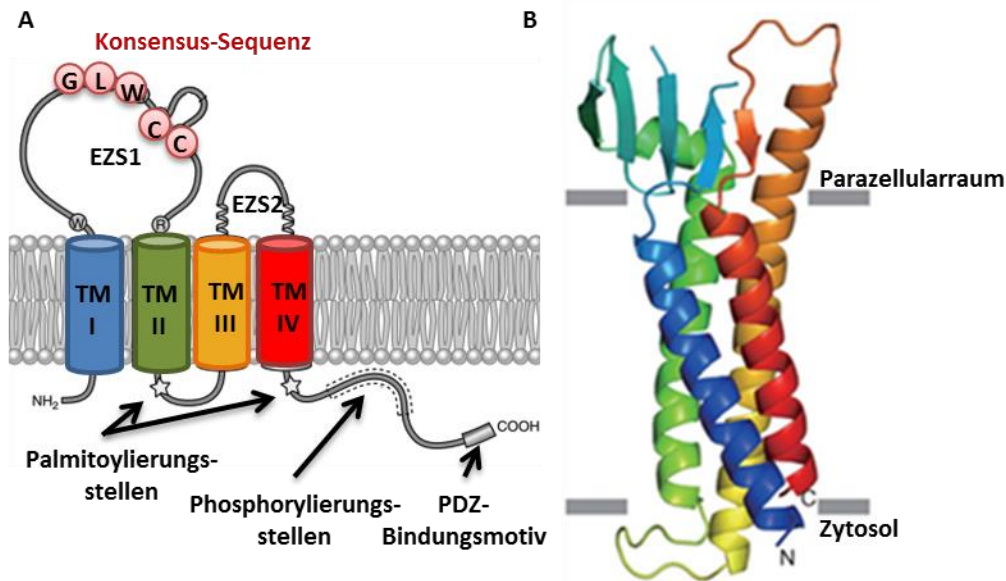 A
Konsensus-Sequenz
G L W C C
EZS1
EZS2
W
R
TM I
TM II
TM III
TM IV
NH2
COOH
Palmitoylierungs-
stellen
Phosphorylierungs-
stellen
PDZ-
Bindungsmotiv
B
Parazellularraum
C
Zytosol
N